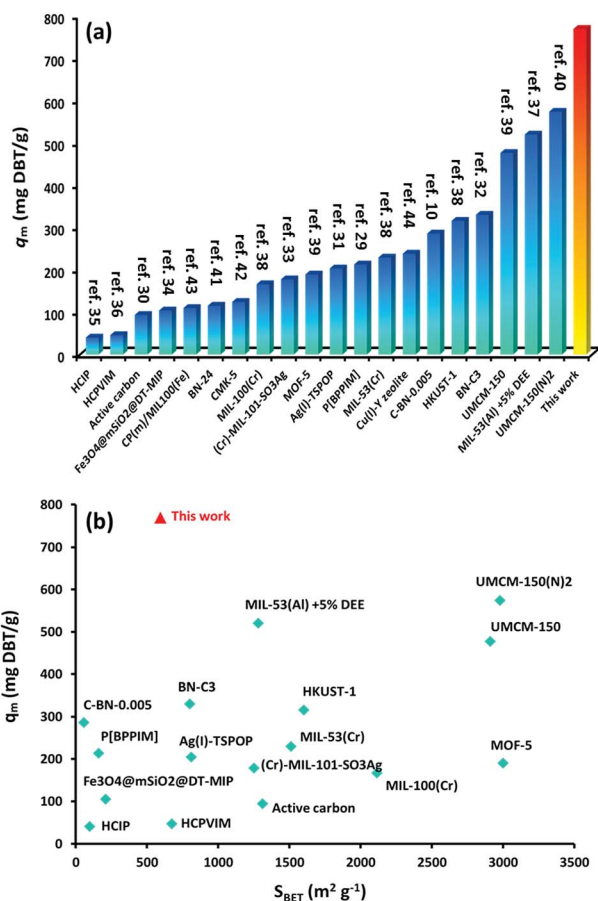 (a)
qm (mg DBT/g)
800
700
600
500
400
300
200
100
0
ref. 35
ref. 36
ref. 30
ref. 34
ref. 43
ref. 41
ref. 42
ref. 38
ref. 33
ref. 39
ref. 31
ref. 29
ref. 38
ref. 44
ref. 10
ref. 38
ref. 32
ref. 39
ref. 37
ref. 40
HCIP
HCPVIM
Active carbon
Fe3O4@mSiO2@DT-MIP
CP(m)/MIL100(Fe)
BN-24
CMK-5
MIL-100(Cr)
(Cr)-MIL-101-SO3Ag
MOF-5
Ag(I)-TSPOP
P[BPPIM]
MIL-53(Cr)
Cu(I)-Y zeolite
C-BN-0.005
HKUST-1
BN-C3
UMCM-150
MIL-53(Al) +5% DEE
UMCM-150(N)2
This work
(b)
This work
qm (mg DBT/g)
800
700
600
500
400
300
200
100
0
UMCM-150(N)2
MIL-53(Al) +5% DEE
UMCM-150
BN-C3
HKUST-1
C-BN-0.005
P[BPPIM]
Ag(I)-TSPOP
MIL-53(Cr)
(Cr)-MIL-101-SO3Ag
MOF-5
Fe3O4@mSiO2@DT-MIP
MIL-100(Cr)
Active carbon
HCIP
HCPVIM
0 500 1000 1500 2000 2500 3000 3500
SBET (m² g⁻¹)